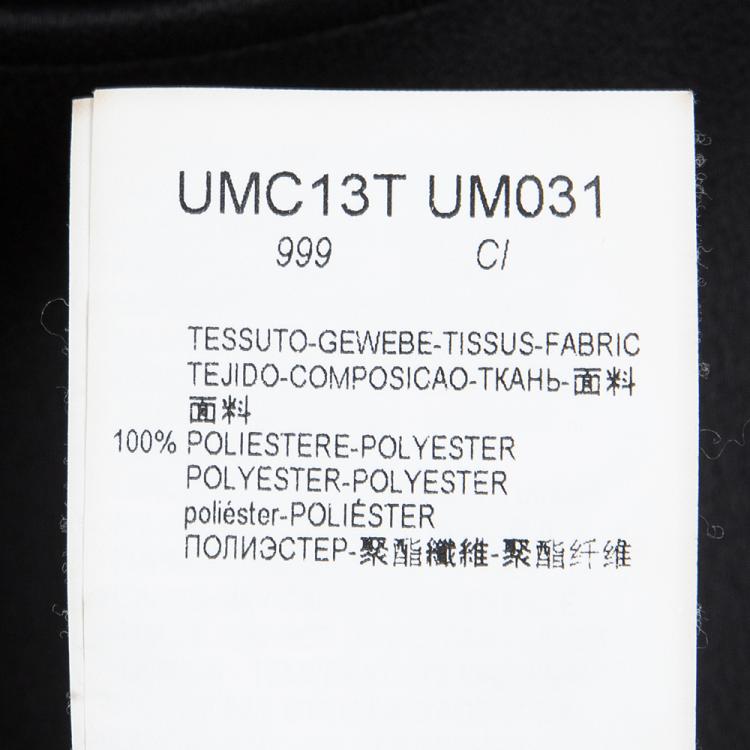 UMC13T UM031
999 CI
TESSUTO-GEWEBE-TISSUS-FABRIC
TEJIDO-COMPOSICAO-ТКАНЬ-面料
面料
100% POLIESTERE-POLYESTER
POLYESTER-POLYESTER
poliéster-POLIÉSTER
ПОЛИЭСТЕР-聚酯纖維-聚酯纤维